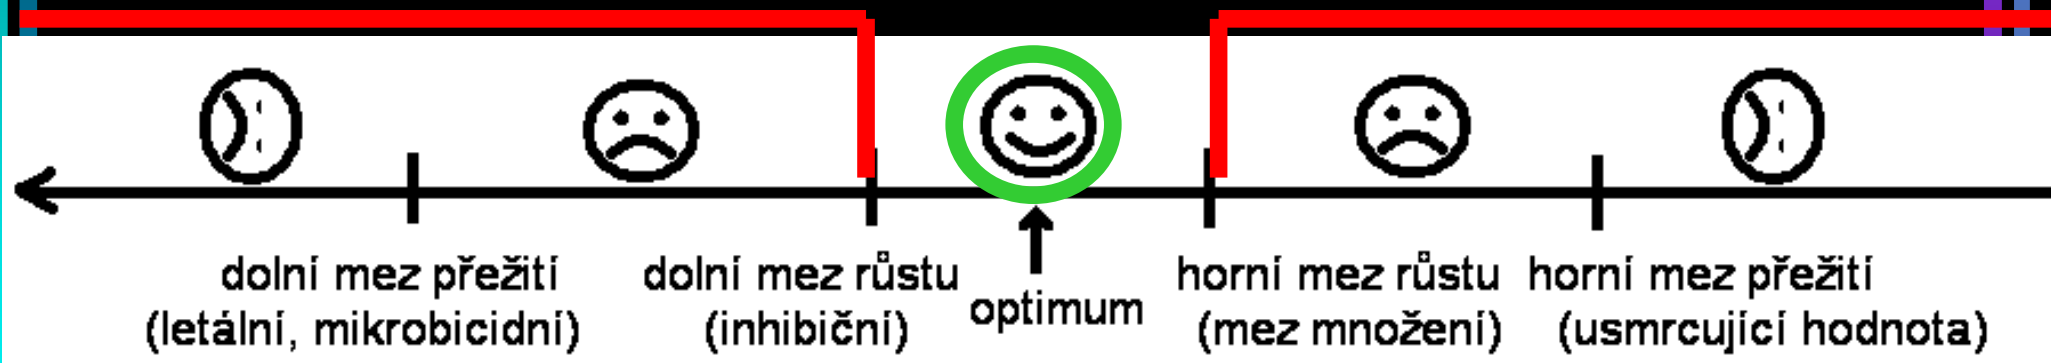 dolní mez přežití
(letální, mikrobicidní)
dolní mez růstu
(inhibiční)
optimum
horní mez růstu
(mez množení)
horní mez přežití
(usmrcující hodnota)